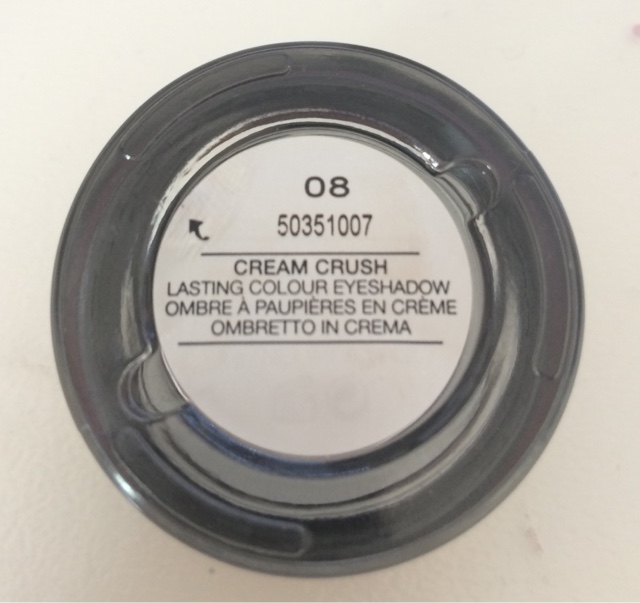 08
50351007
CREAM CRUSH
LASTING COLOUR EYESHADOW
OMBRE À PAUPIÈRES EN CRÈME
OMBRETTO IN CREMA